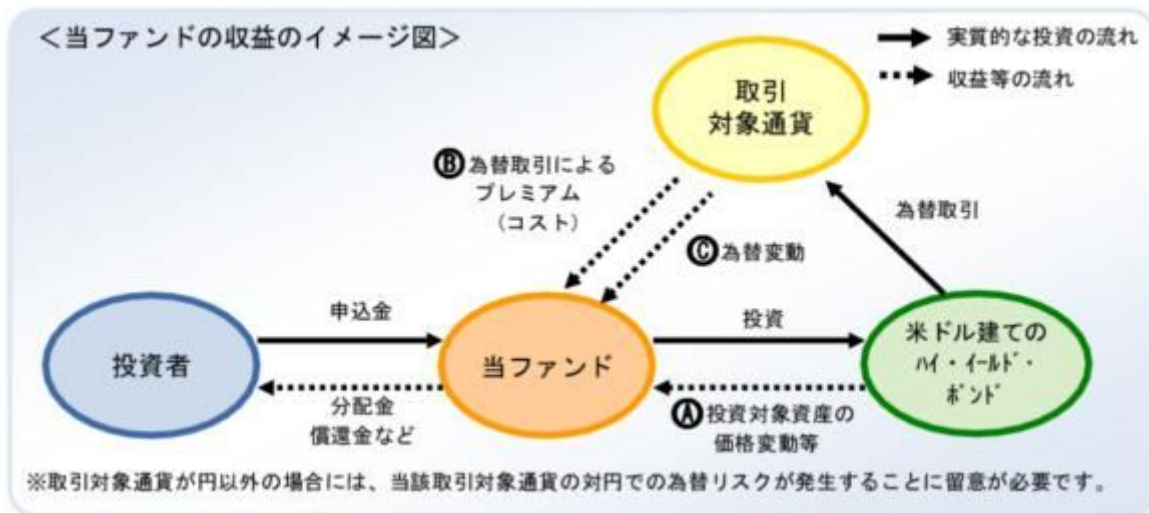 ＜当ファンドの収益のイメージ図＞
実質的な投資の流れ
収益等の流れ
取引
対象通貨
Ⓑ為替取引による
プレミアム
（コスト）
為替取引
Ⓒ為替変動
申込金
投資
投資者
当ファンド
米ドル建ての
ﾊｲ・ｲｰﾙﾄﾞ・
ﾎﾞﾝﾄﾞ
分配金
償還金など
Ⓐ投資対象資産の
価格変動等
※取引対象通貨が円以外の場合には、当該取引対象通貨の対円での為替リスクが発生することに留意が必要です。